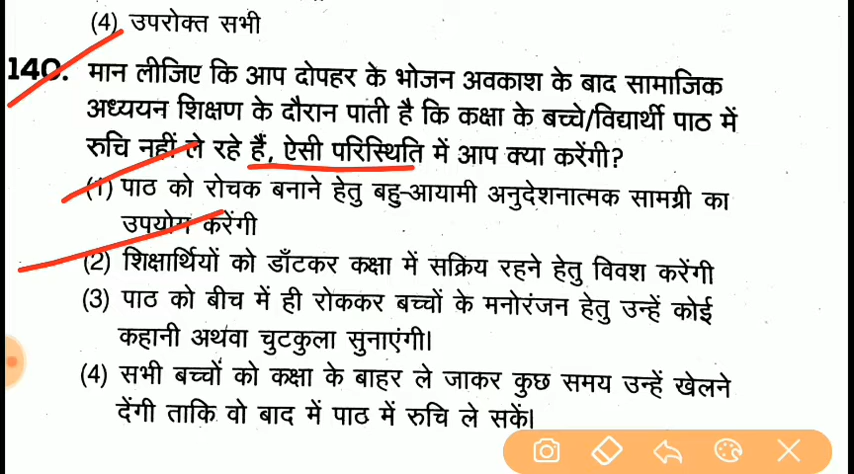 (4) उपरोक्त सभी
140. मान लीजिए कि आप दोपहर के भोजन अवकाश के बाद सामाजिक
अध्ययन शिक्षण के दौरान पाती है कि कक्षा के बच्चे/विद्यार्थी पाठ में
रुचि नहीं ले रहे हैं, ऐसी परिस्थिति में आप क्या करेंगी?
(1) पाठ को रोचक बनाने हेतु बहु-आयामी अनुदेशनात्मक सामग्री का
उपयोग करेंगी
(2) शिक्षार्थियों को डाँटकर कक्षा में सक्रिय रहने हेतु विवश करेंगी
(3) पाठ को बीच में ही रोककर बच्चों के मनोरंजन हेतु उन्हें कोई
कहानी अथवा चुटकुला सुनाएंगी।
(4) सभी बच्चों को कक्षा के बाहर ले जाकर कुछ समय उन्हें खेलने
देंगी ताकि वो बाद में पाठ में रुचि ले सकें।